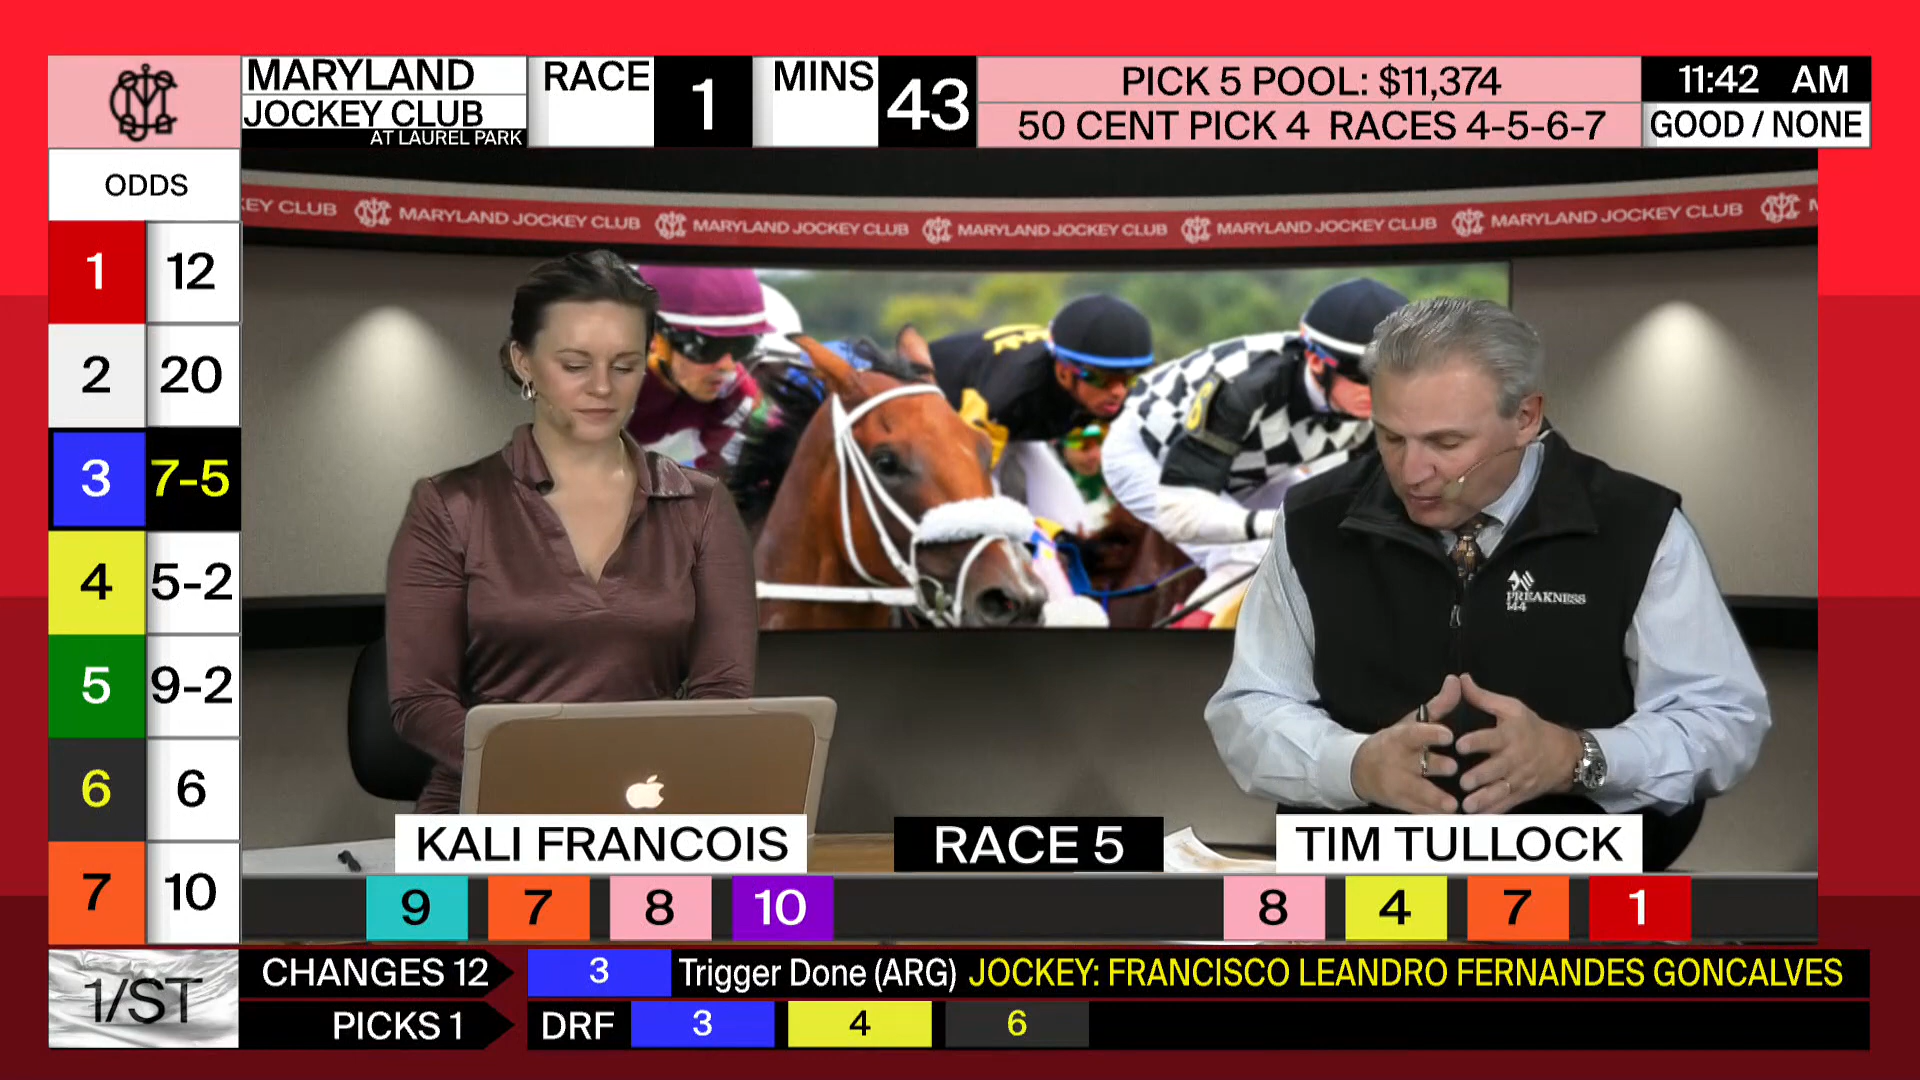 MARYLAND
JOCKEY CLUB
AT LAUREL PARK
RACE 1
MINS 43
PICK 5 POOL: $11,374
50 CENT PICK 4 RACES 4-5-6-7
11:42 AM
GOOD / NONE
ODDS
1 12
2 20
3 7-5
4 5-2
5 9-2
6 6
7 10
KEY CLUB MARYLAND JOCKEY CLUB MARYLAND JOCKEY CLUB MARYLAND JOCKEY CLUB MARYLAND JOCKEY CLUB MARYLAND JOCKEY CLUB M
PREAKNESS
144
KALI FRANCOIS
9 7 8 10
RACE 5
TIM TULLOCK
8 4 7 1
1/ST
CHANGES 12 3 Trigger Done (ARG) JOCKEY: FRANCISCO LEANDRO FERNANDES GONCALVES
PICKS 1 DRF 3 4 6